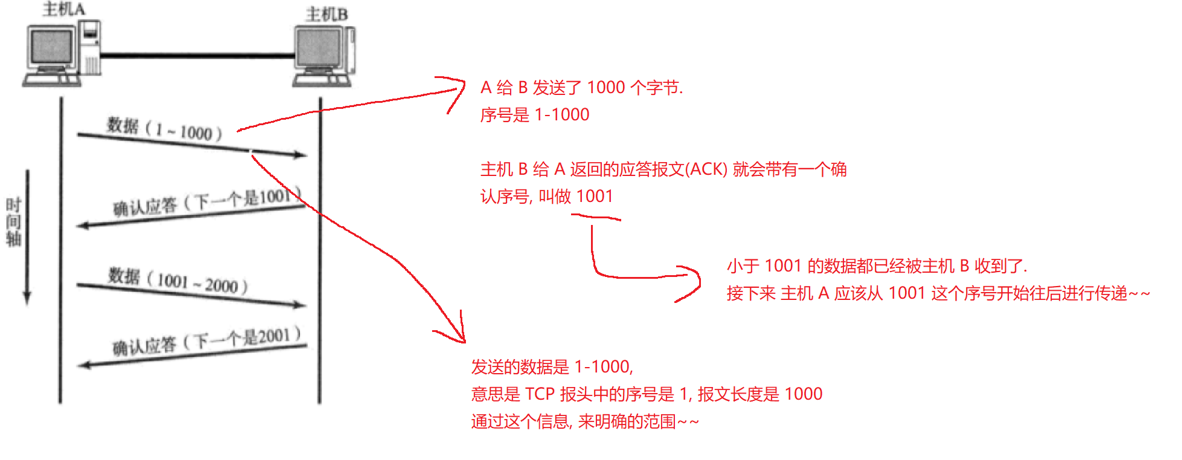 主机A
主机B
数据（1～1000）
确认应答（下一个是1001）
数据（1001～2000）
确认应答（下一个是2001）
时间轴
A 给 B 发送了 1000 个字节.
序号是 1-1000
主机 B 给 A 返回的应答报文(ACK) 就会带有一个确
认序号, 叫做 1001
小于 1001 的数据都已经被主机 B 收到了.
接下来 主机 A 应该从 1001 这个序号开始往后进行传递~~
发送的数据是 1-1000,
意思是 TCP 报头中的序号是 1, 报文长度是 1000
通过这个信息, 来明确的范围~~